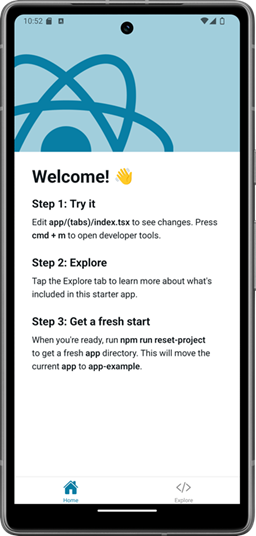 10:52
Welcome! 👋
Step 1: Try it
Edit app/(tabs)/index.tsx to see changes. Press
cmd + m to open developer tools.
Step 2: Explore
Tap the Explore tab to learn more about what's
included in this starter app.
Step 3: Get a fresh start
When you're ready, run npm run reset-project
to get a fresh app directory. This will move the
current app to app-example.
Home
Explore